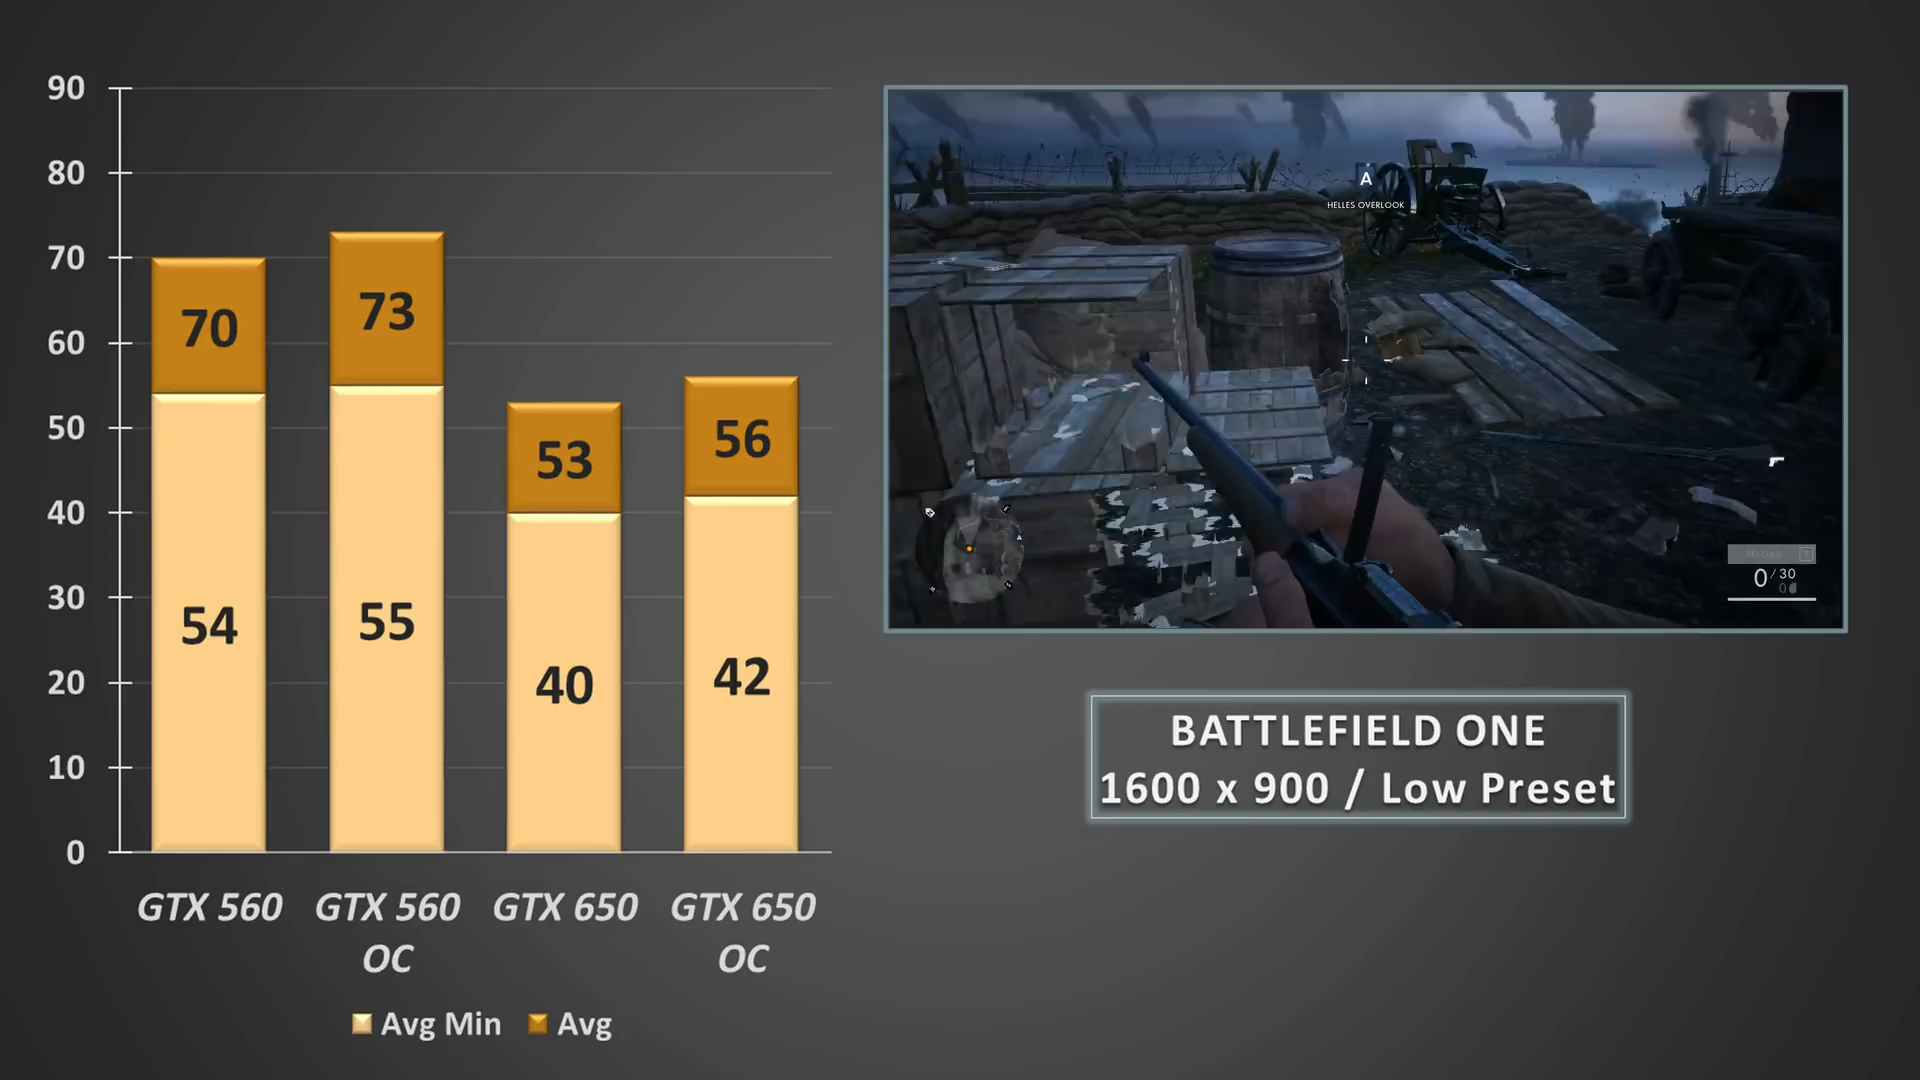 90
80
70
60
50
40
30
20
10
0
70
73
53
56
54
55
40
42
GTX 560
GTX 560 OC
GTX 650
GTX 650 OC
Avg Min
Avg
A
HELLES OVERLOOK
A
RELOAD
0/30
0
BATTLEFIELD ONE
1600 x 900 / Low Preset